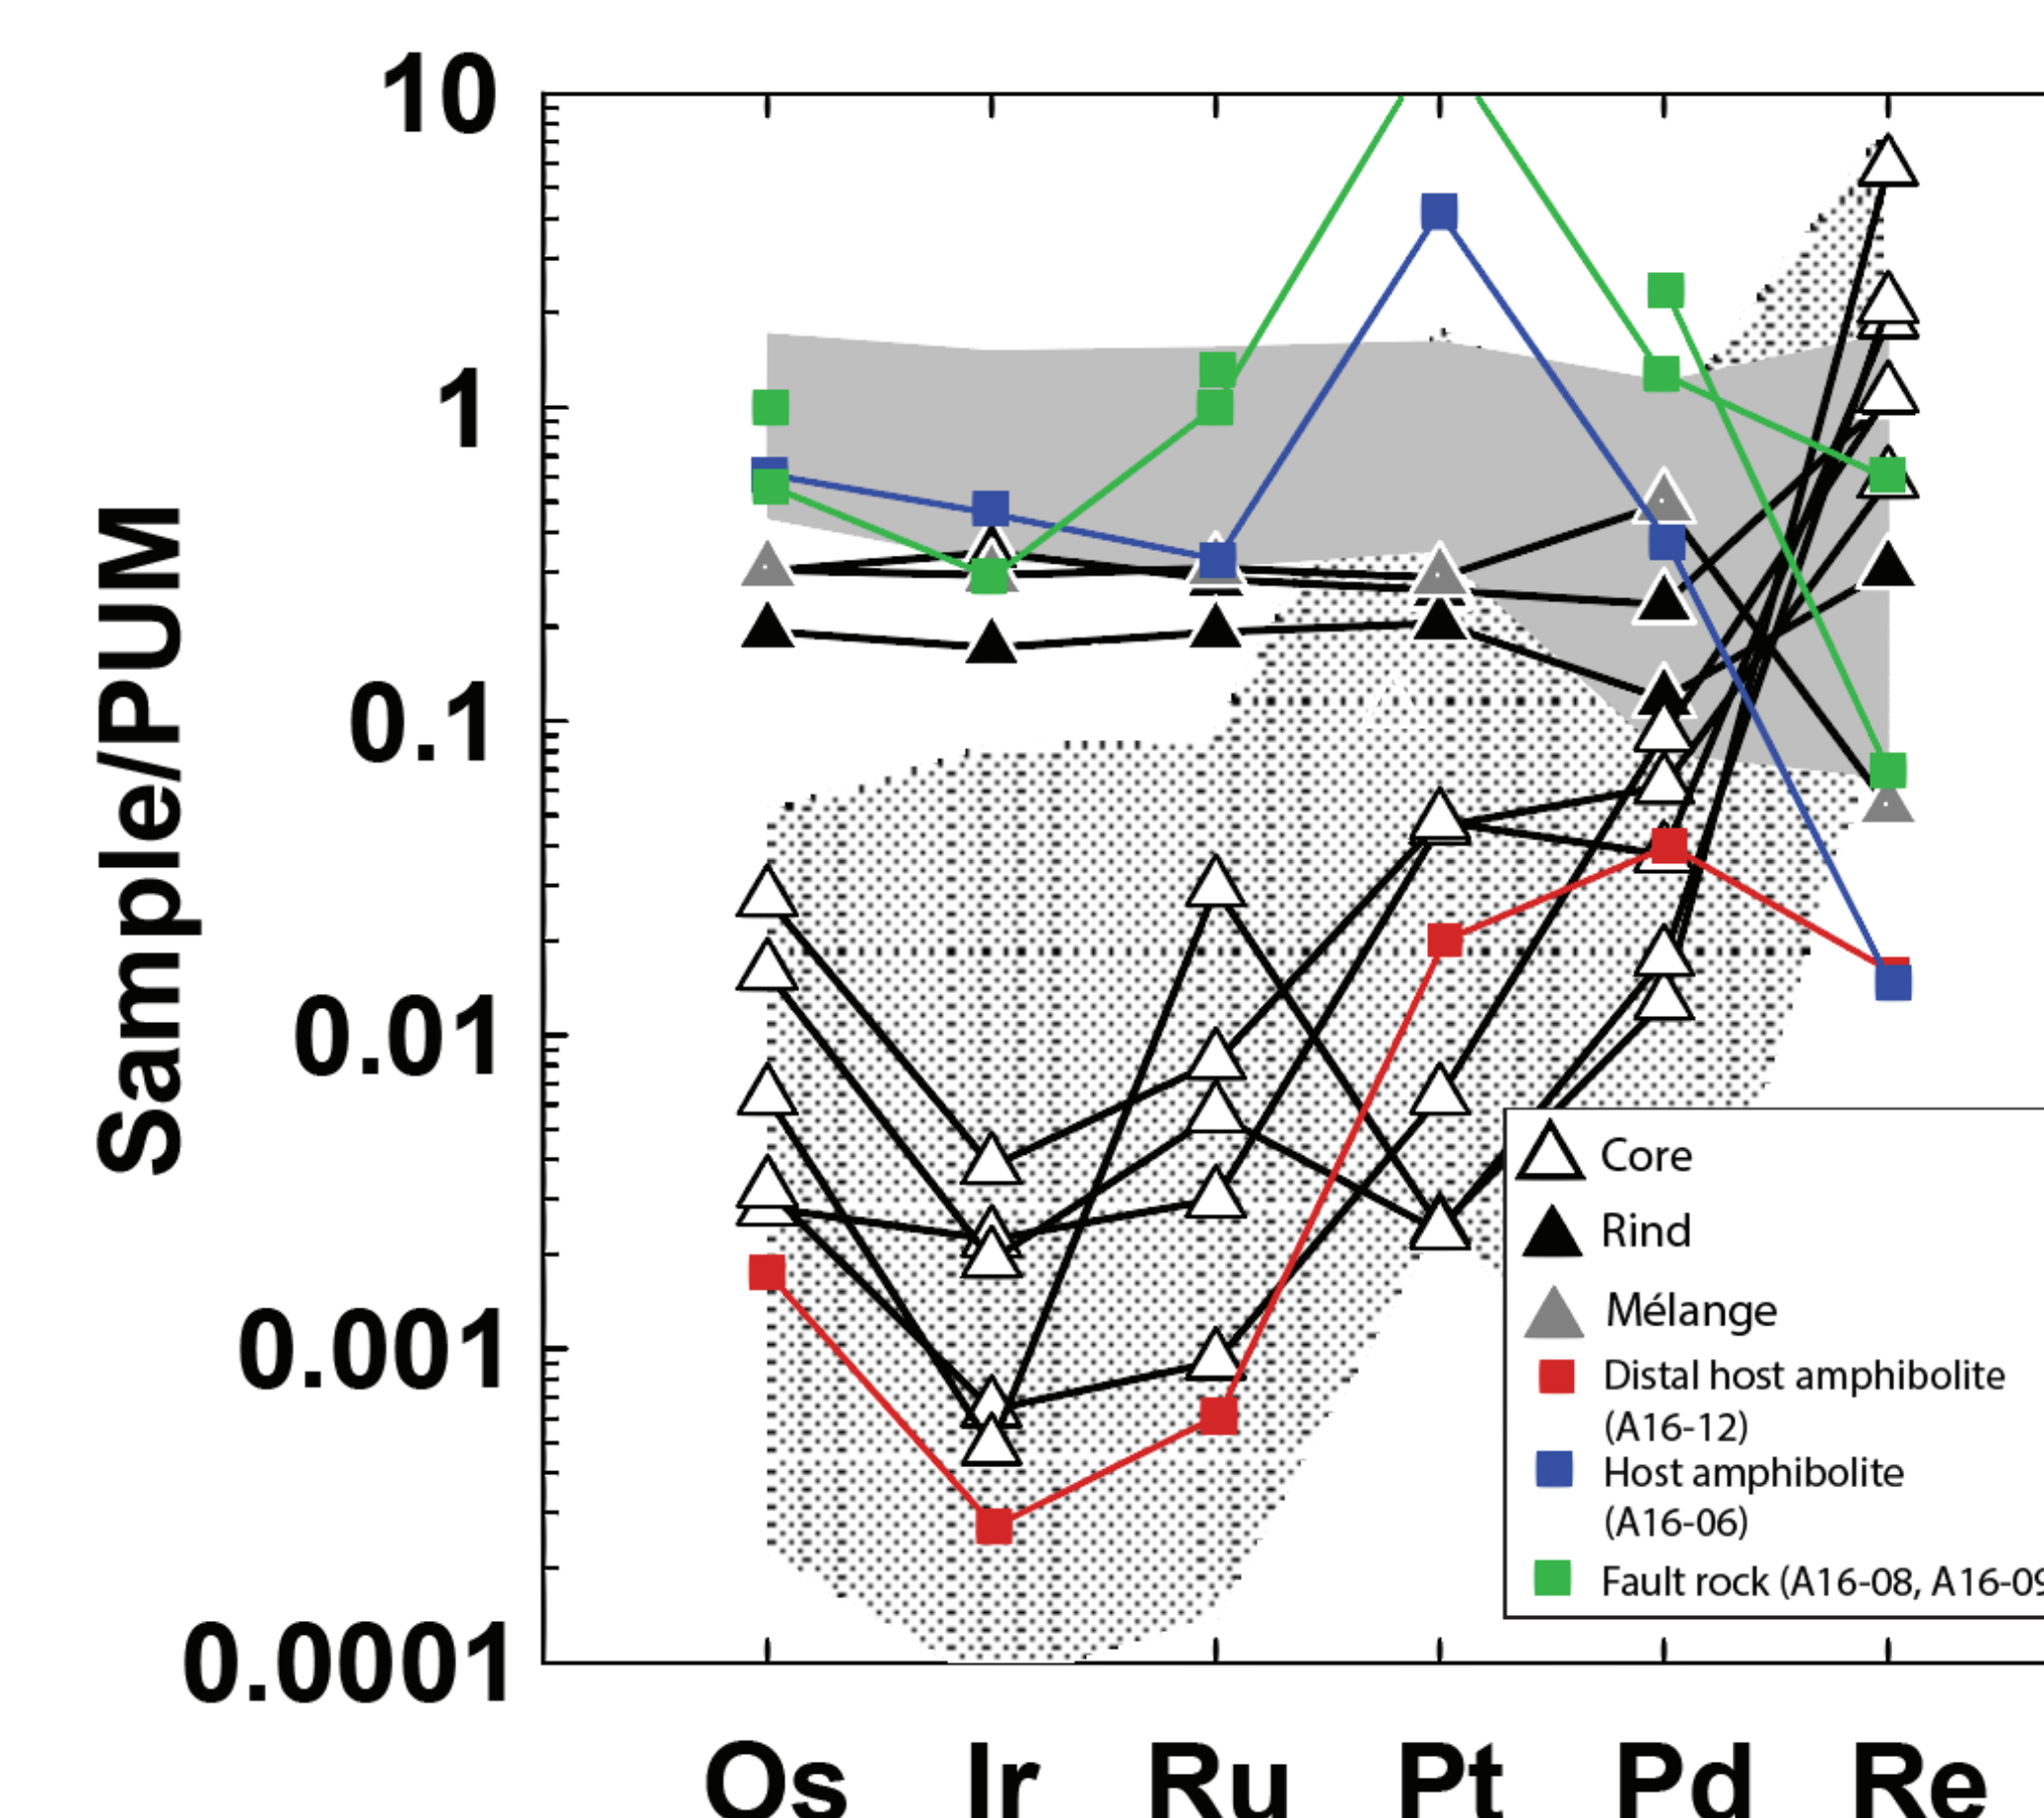 10
1
0.1
0.01
0.001
0.0001
Sample/PUM
Os Ir Ru Pt Pd Re
Core
Rind
Mélange
Distal host amphibolite
(A16-12)
Host amphibolite
(A16-06)
Fault rock (A16-08, A16-09